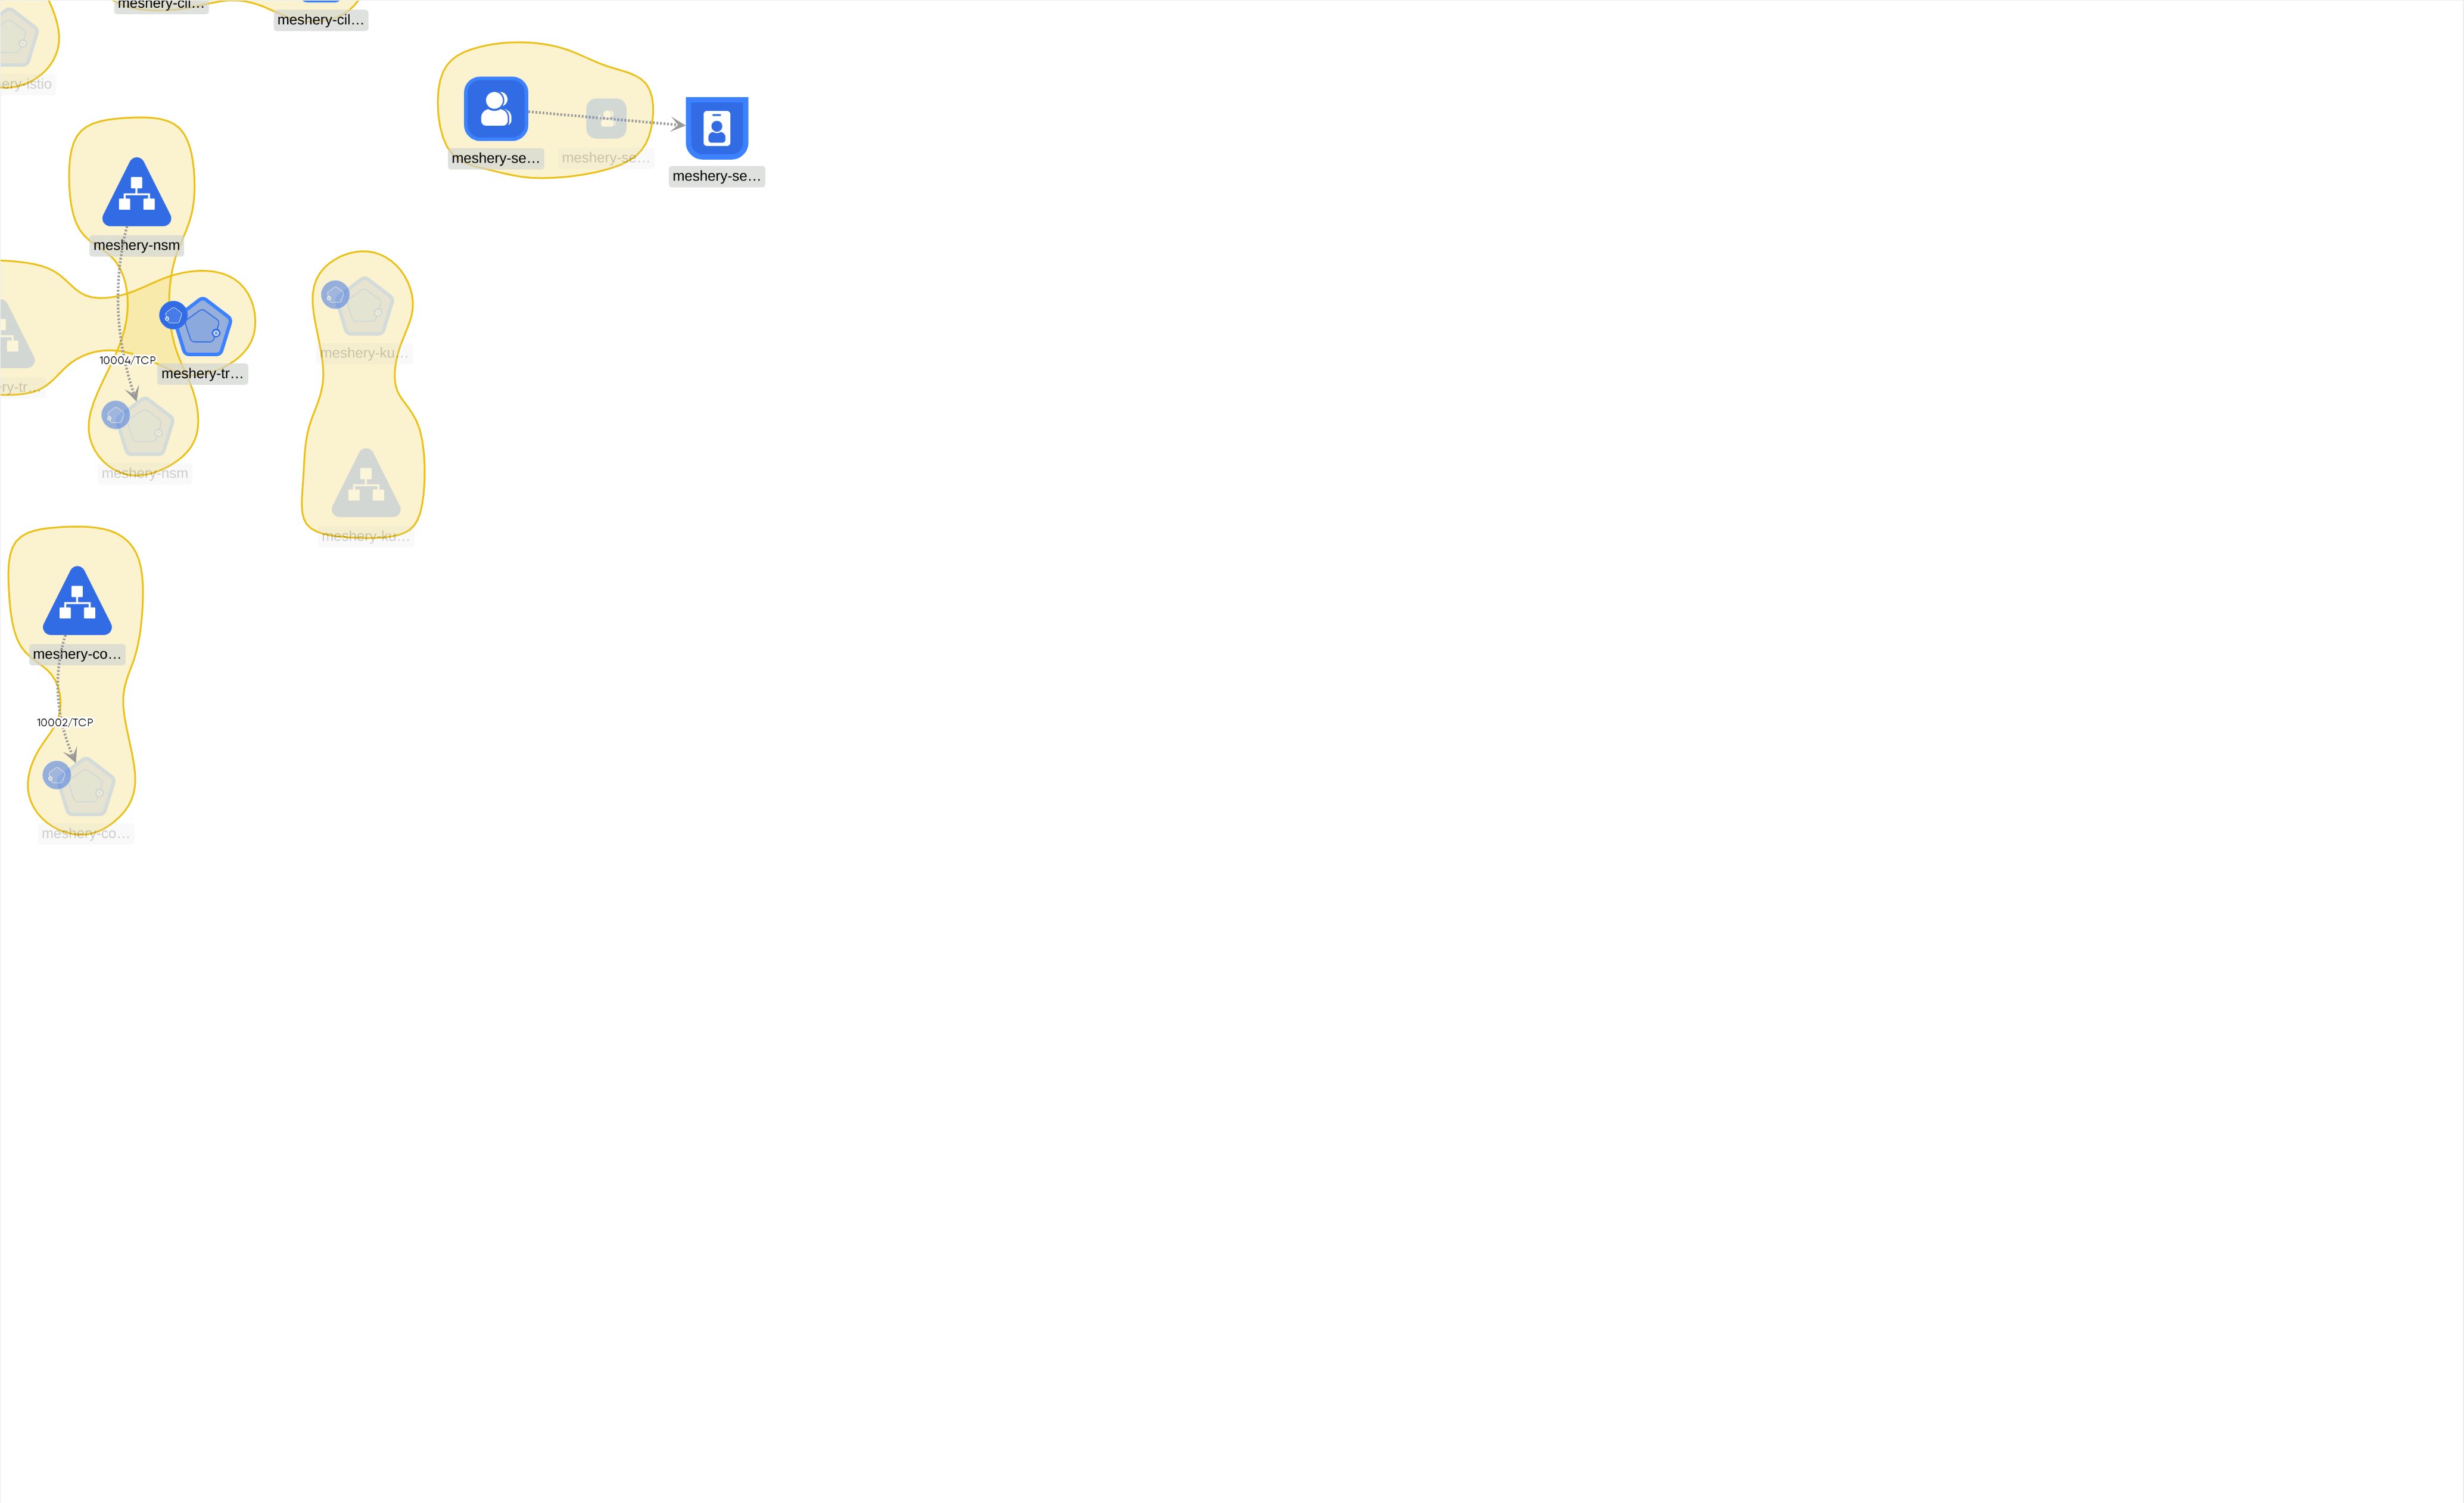 meshery-cil…
meshery-cil…
ery-istio
meshery-se…
meshery-se…
meshery-se…
meshery-nsm
meshery-ku…
10004/TCP
meshery-tr…
ry-tr…
meshery-nsm
meshery-ku…
meshery-co…
10002/TCP
meshery-co…